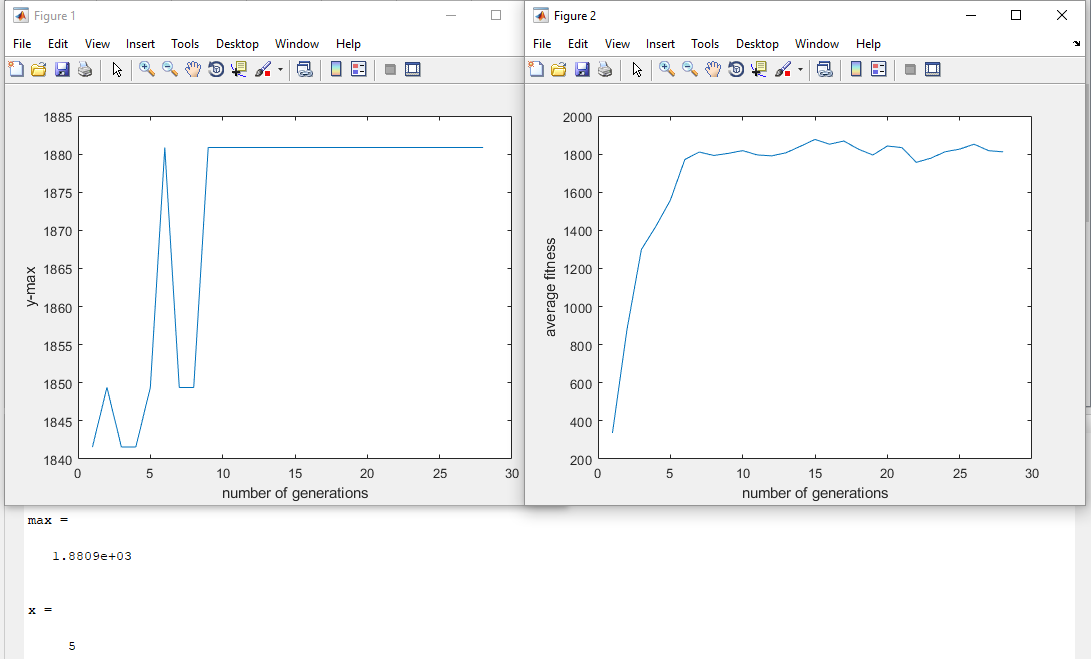 Figure 1
File Edit View Insert Tools Desktop Window Help
1885
1880
1875
1870
1865
1860
1855
1850
1845
1840
y-max
0 5 10 15 20 25 30
number of generations
Figure 2
File Edit View Insert Tools Desktop Window Help
2000
1800
1600
1400
1200
1000
800
600
400
200
average fitness
0 5 10 15 20 25 30
number of generations
max =
1.8809e+03
x =
5